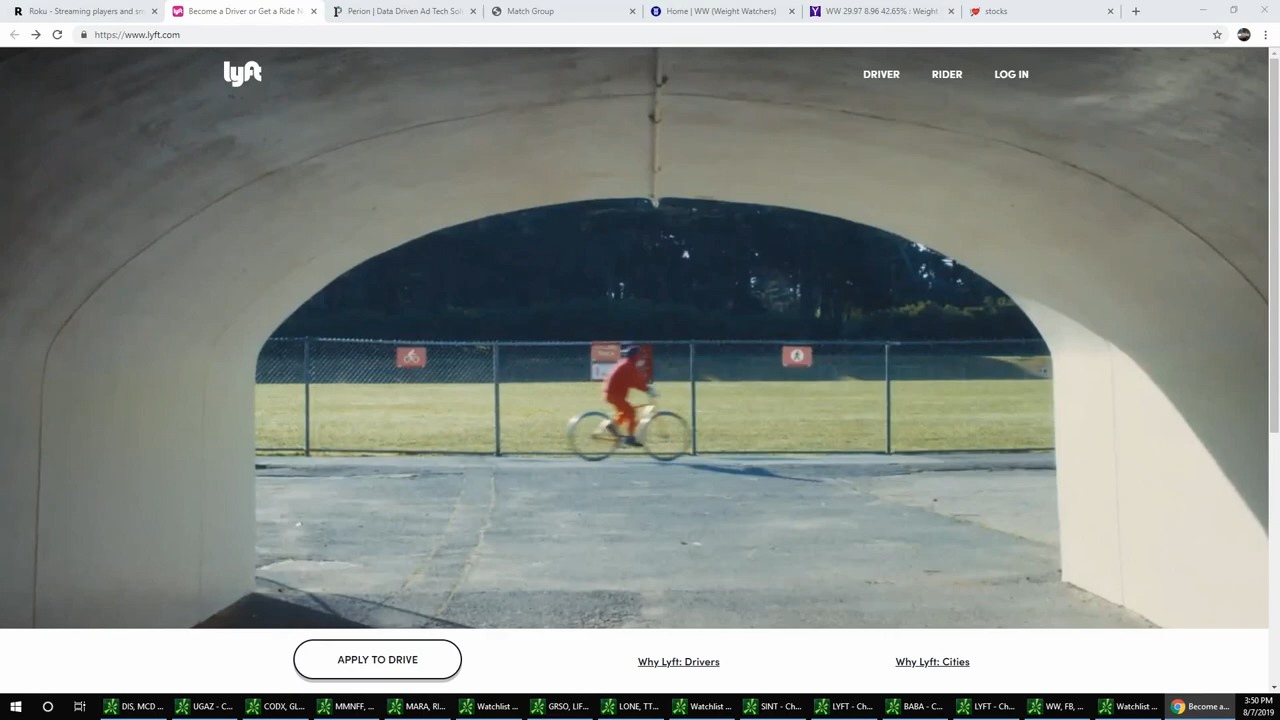 Roku - Streaming players and sm
Become a Driver or Get a Ride N
Perion | Data Driven Ad Tech Sol
Match Group
Home | WW (Weight Watchers)
WW 29.97 8.96 42.65% : Weight
stocks
https://www.lyft.com
lyft
DRIVER
RIDER
LOG IN
APPLY TO DRIVE
Why Lyft: Drivers
Why Lyft: Cities
DIS, MCD ...
UGAZ - C...
CODX, GL...
MMNFF, ...
MARA, RI...
Watchlist ...
GRSO, LIF...
LONE, TT...
Watchlist ...
SINT - Ch...
LYFT - Ch...
BABA - C...
LYFT - Ch...
WW, FB, ...
Watchlist ...
Become a...
3:50 PM
8/7/2019